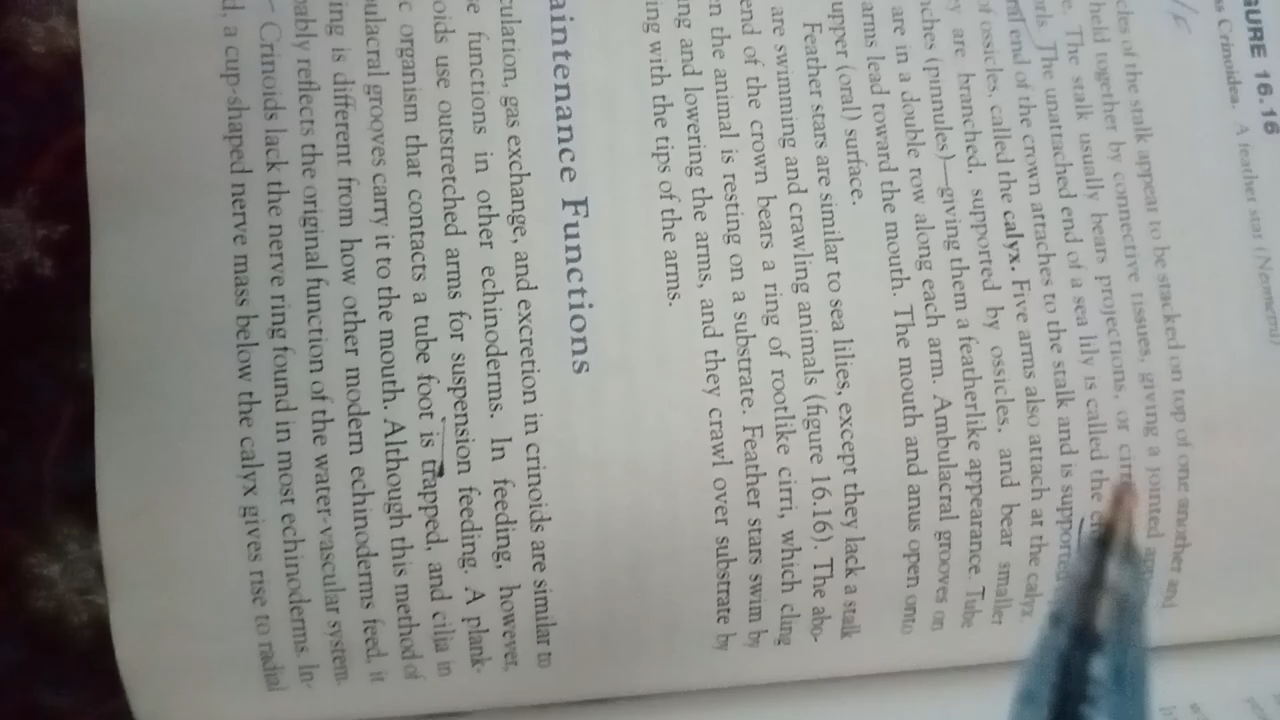 GURE 16.16
ss Crinoidea. A feather star (Neometra)
cles of the stalk appear to be stacked on top of one another and
held together by connective tissues, giving a jointed
e. The stalk usually bears projections, or
The unattached end of a sea lily is called the
end of the crown attaches to the stalk and is supported
of ossicles, called the calyx. Five arms also attach at the calyx.
y are branched, supported by ossicles, and bear smaller
nches (pinnules)—giving them a featherlike appearance. Tube
are in a double row along each arm. Ambulacral grooves on
arms lead toward the mouth. The mouth and anus open onto
upper (oral) surface.
Feather stars are similar to sea lilies, except they lack a stalk
are swimming and crawling animals (figure 16.16). The abo-
end of the crown bears a ring of rootlike cirri, which cling
n the animal is resting on a substrate. Feather stars swim by
ng and lowering the arms, and they crawl over substrate by
ing with the tips of the arms.
aintenance Functions
culation, gas exchange, and excretion in crinoids are similar to
e functions in other echinoderms. In feeding, however,
oids use outstretched arms for suspension feeding. A plank-
c organism that contacts a tube foot is trapped, and cilia in
bulacral grooves carry it to the mouth. Although this method of
ing is different from how other modern echinoderms feed, it
bably reflects the original function of the water-vascular system.
Crinoids lack the nerve ring found in most echinoderms. In-
d, a cup-shaped nerve mass below the calyx gives rise to radial